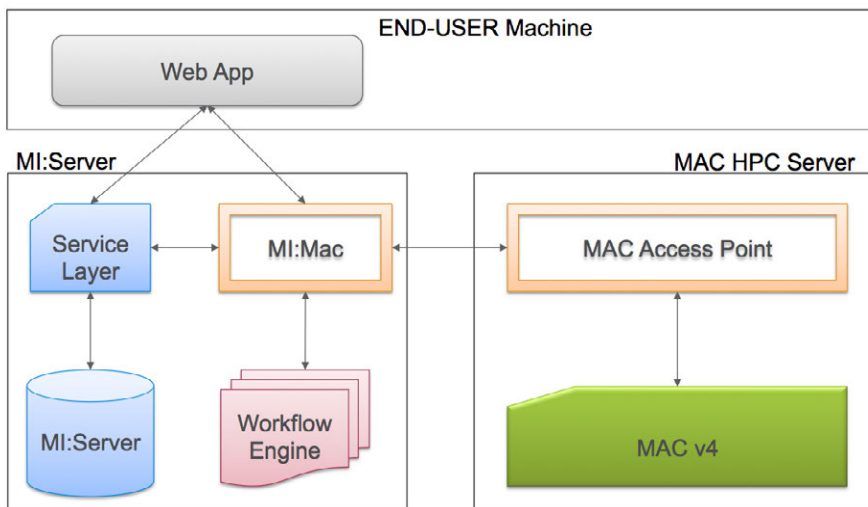 END-USER Machine
Web App
MI:Server
MAC HPC Server
Service
Layer
MI:Mac
MAC Access Point
MI:Server
Workflow
Engine
MAC v4